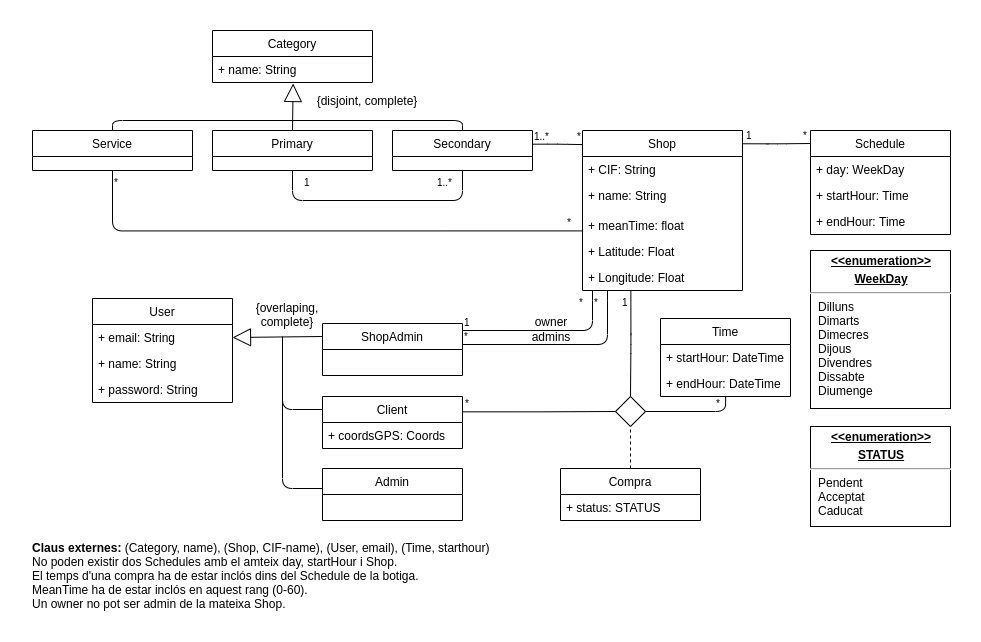 Category
+ name: String
{disjoint, complete}
Service
Primary
Secondary
1..*
*
Shop
1
*
Schedule
+ CIF: String
+ name: String
+ meanTime: float
+ Latitude: Float
+ Longitude: Float
+ day: WeekDay
+ startHour: Time
+ endHour: Time
*
1
1..*
*
<<enumeration>>
WeekDay
Dilluns
Dimarts
Dimecres
Dijous
Divendres
Dissabte
Diumenge
User
+ email: String
+ name: String
+ password: String
{overlaping,
complete}
ShopAdmin
1
*
owner
admins
*
*
1
Time
+ startHour: DateTime
+ endHour: DateTime
Client
+ coordsGPS: Coords
*
*
<<enumeration>>
STATUS
Pendent
Acceptat
Caducat
Admin
Compra
+ status: STATUS
Claus externes: (Category, name), (Shop, CIF-name), (User, email), (Time, starthour)
No poden existir dos Schedules amb el amteix day, startHour i Shop.
El temps d'una compra ha de estar inclós dins del Schedule de la botiga.
MeanTime ha de estar inclós en aquest rang (0-60).
Un owner no pot ser admin de la mateixa Shop.